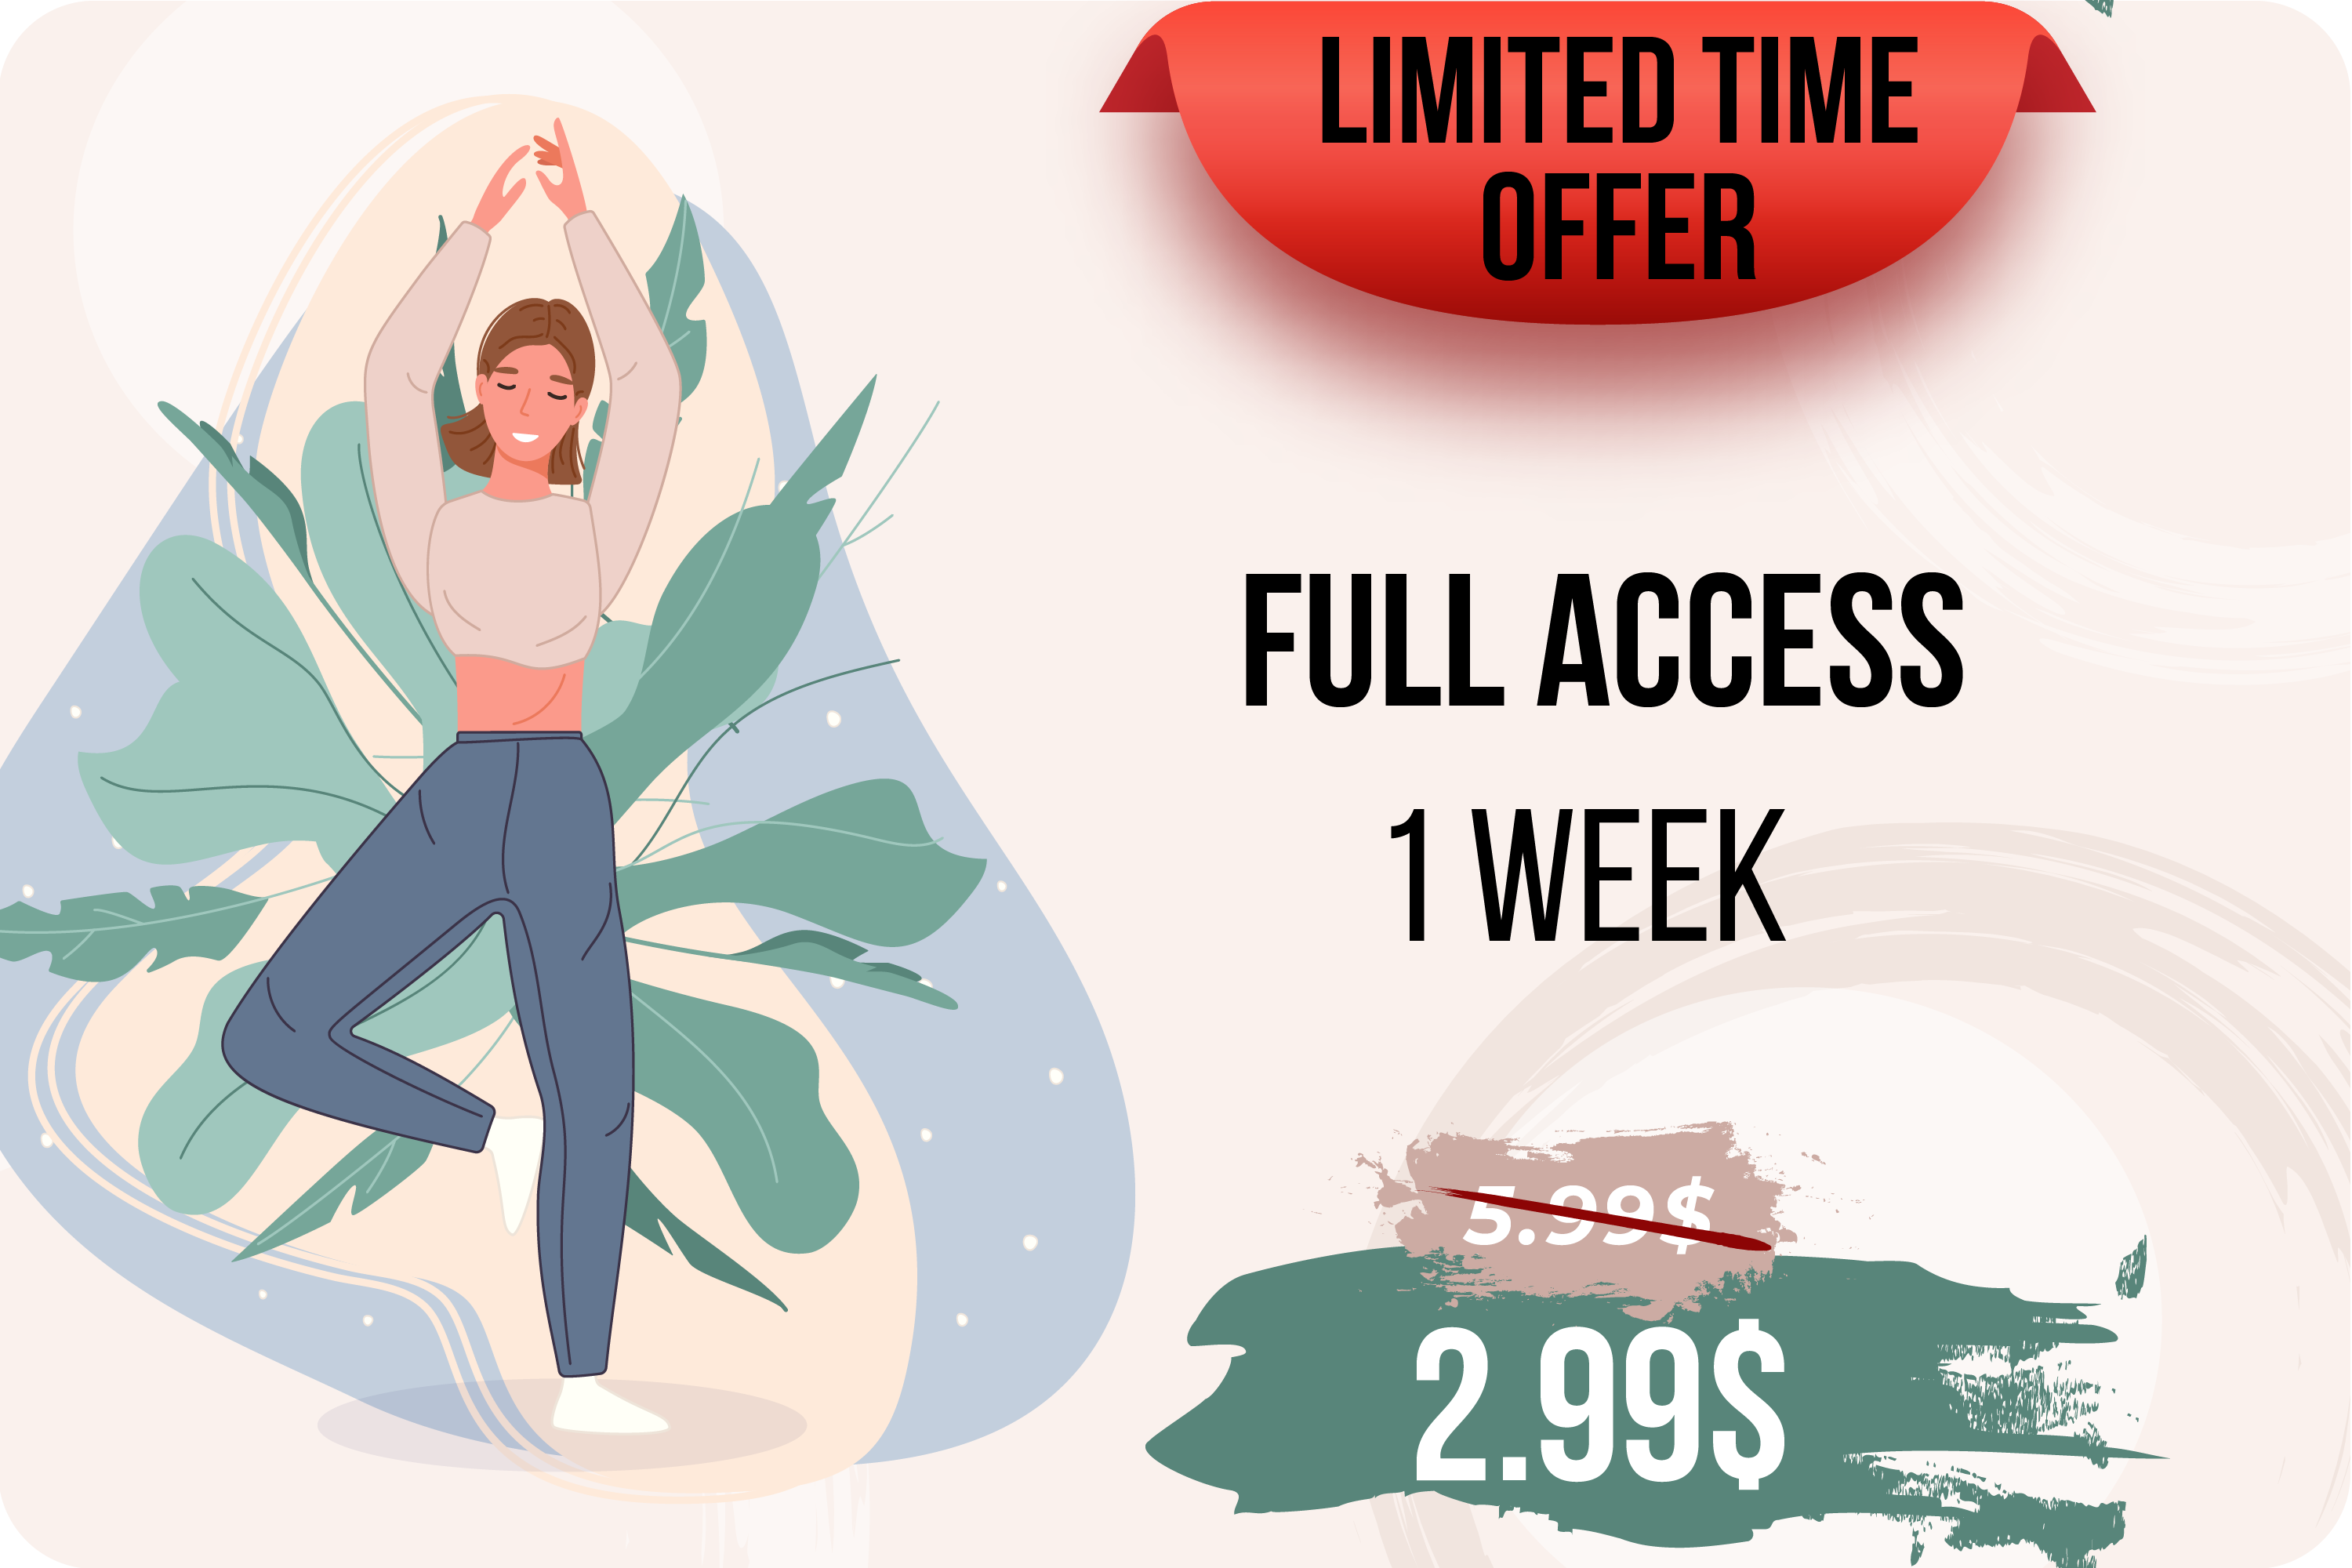 LIMITED TIME
OFFER
FULL ACCESS
1 WEEK
5.99$
2.99$